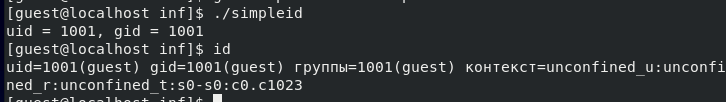 [guest@localhost inf]$ ./simpleid
uid = 1001, gid = 1001
[guest@localhost inf]$ id
uid=1001(guest) gid=1001(guest) группы=1001(guest) контекст=unconfined_u:unconfi
ned_r:unconfined_t:s0-s0:c0.c1023
[guest@localhost inf]$